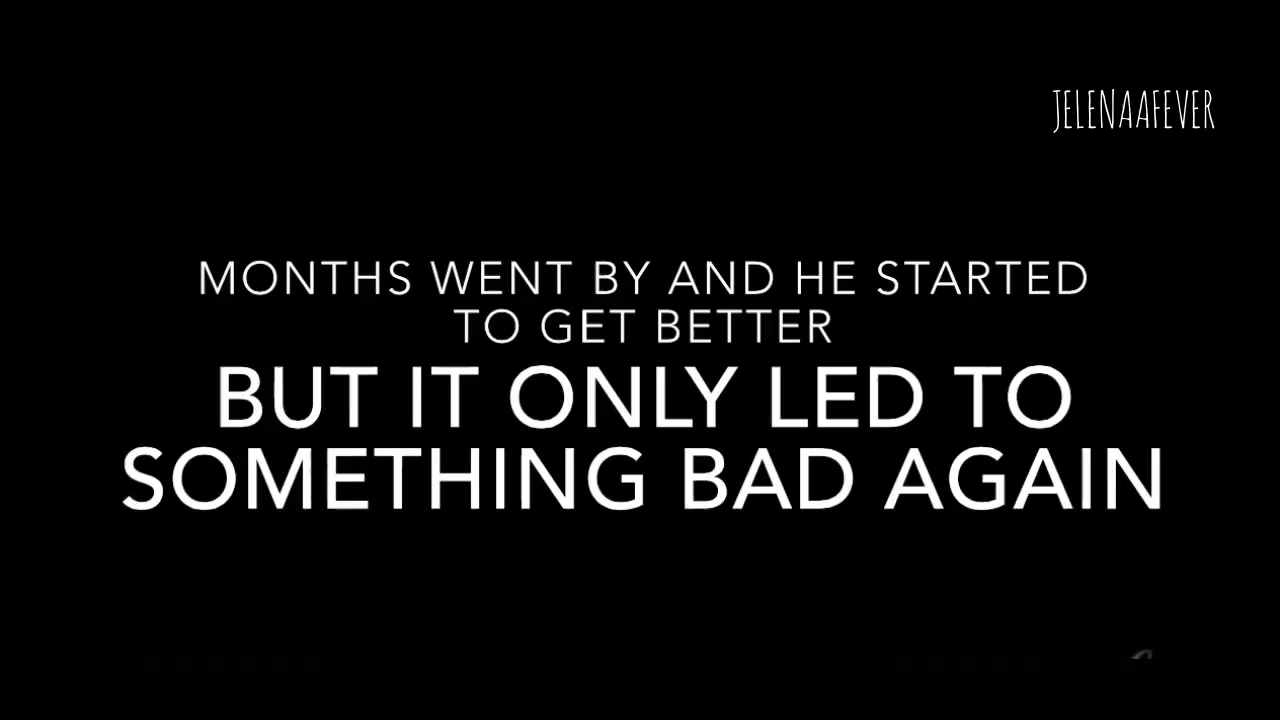 JELENAAFEVER
MONTHS WENT BY AND HE STARTED
TO GET BETTER
BUT IT ONLY LED TO
SOMETHING BAD AGAIN